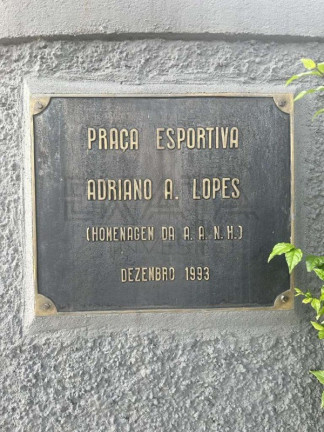 PRAÇA ESPORTIVA
ADRIANO A. LOPES
(HOMENAGEM DA A. A. N. H.)
DEZEMBRO 1993